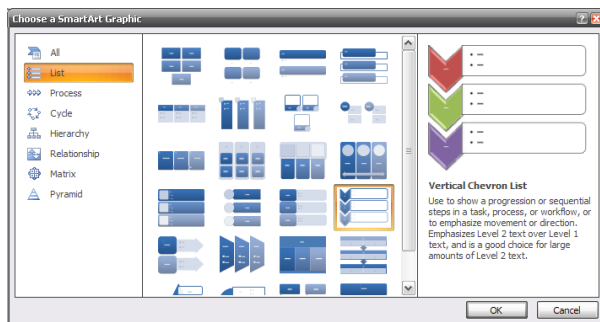 Choose a SmartArt Graphic
All
List
Process
Cycle
Hierarchy
Relationship
Matrix
Pyramid
Vertical Chevron List
Use to show a progression or sequential
steps in a task, process, or workflow, or
to emphasize movement or direction.
Emphasizes Level 2 text over Level 1
text, and is a good choice for large
amounts of Level 2 text.
OK
Cancel